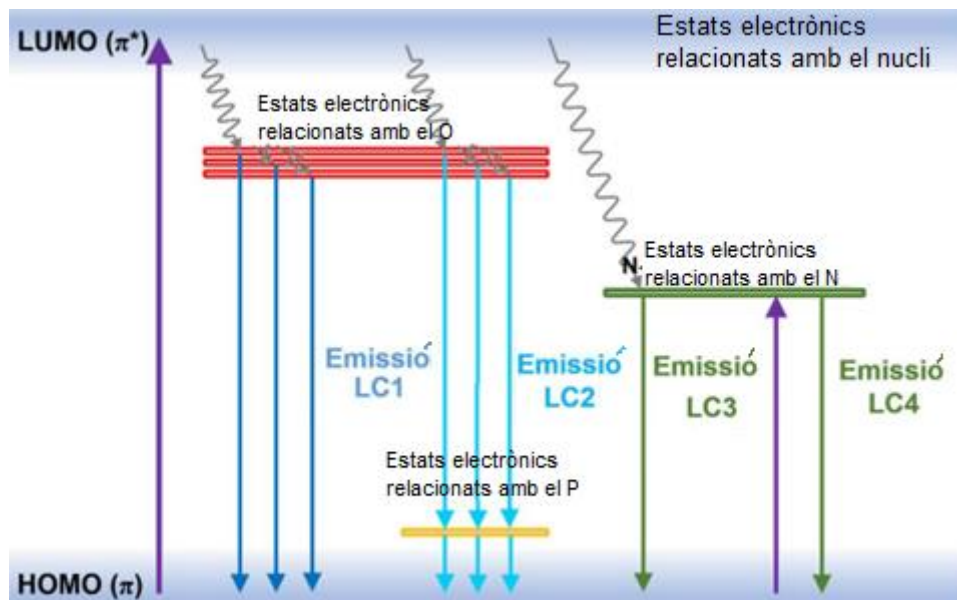 LUMO (π*)
Estats electrònics
relacionats amb el nucli
Estats electrònics
relacionats amb el O
Estats electrònics
relacionats amb el N
N
Emissió
LC1
Emissió
LC2
Emissió
LC3
Emissió
LC4
Estats electrònics
relacionats amb el P
HOMO (π)